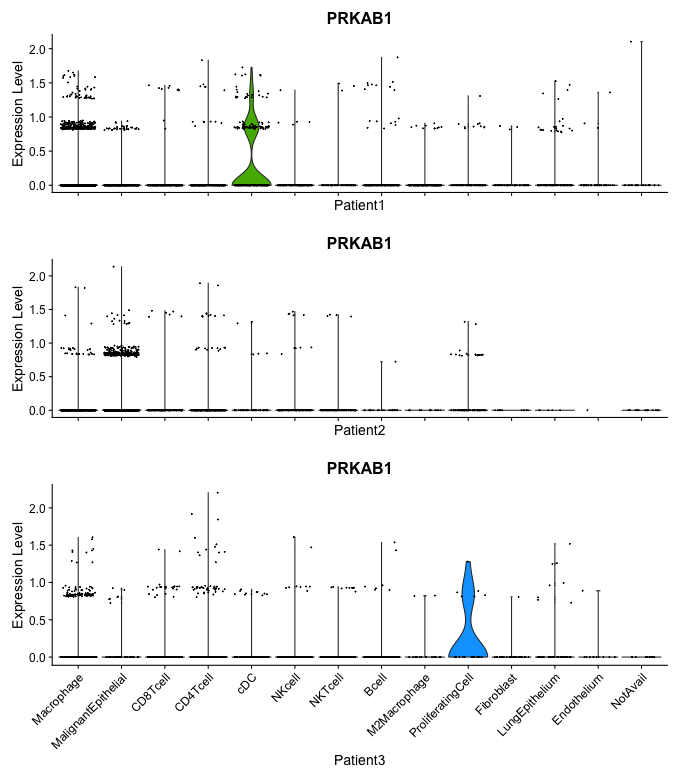 PRKAB1
Expression Level
2.0
1.5
1.0
0.5
0.0
Patient1
PRKAB1
Expression Level
2.0
1.5
1.0
0.5
0.0
Patient2
PRKAB1
Expression Level
2.0
1.5
1.0
0.5
0.0
Macrophage
MalignantEpithelial
CD8Tcell
CD4Tcell
cDC
NKcell
NKTcell
Bcell
M2Macrophage
ProliferatingCell
Fibroblast
LungEpithelium
Endothelium
NotAvail
Patient3